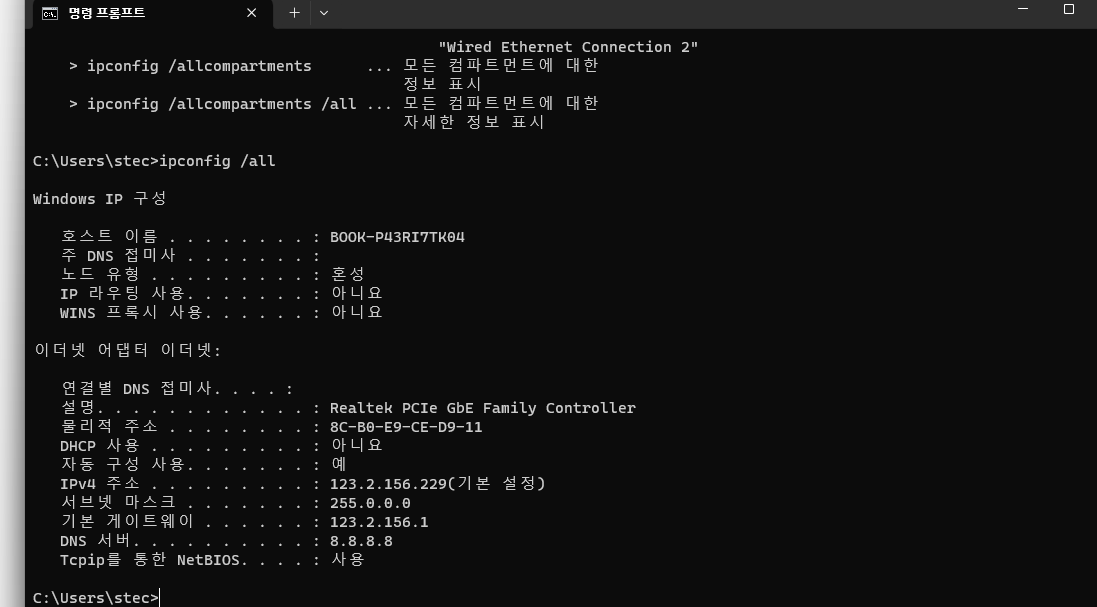 명령 프롬프트
"Wired Ethernet Connection 2"
> ipconfig /allcompartments ... 모든 컴파트먼트에 대한
정보 표시
> ipconfig /allcompartments /all ... 모든 컴파트먼트에 대한
자세한 정보 표시
C:\Users\stec>ipconfig /all
Windows IP 구성
호스트 이름 . . . . . . . . : BOOK-P43RI7TK04
주 DNS 접미사 . . . . . . . :
노드 유형 . . . . . . . . . : 혼성
IP 라우팅 사용. . . . . . . : 아니요
WINS 프록시 사용. . . . . . : 아니요
이더넷 어댑터 이더넷:
연결별 DNS 접미사. . . . :
설명. . . . . . . . . . . . : Realtek PCIe GbE Family Controller
물리적 주소 . . . . . . . . : 8C-B0-E9-CE-D9-11
DHCP 사용 . . . . . . . . . : 아니요
자동 구성 사용. . . . . . . : 예
IPv4 주소 . . . . . . . . . : 123.2.156.229(기본 설정)
서브넷 마스크 . . . . . . . : 255.0.0.0
기본 게이트웨이 . . . . . . : 123.2.156.1
DNS 서버. . . . . . . . . . : 8.8.8.8
Tcpip를 통한 NetBIOS. . . . : 사용
C:\Users\stec>